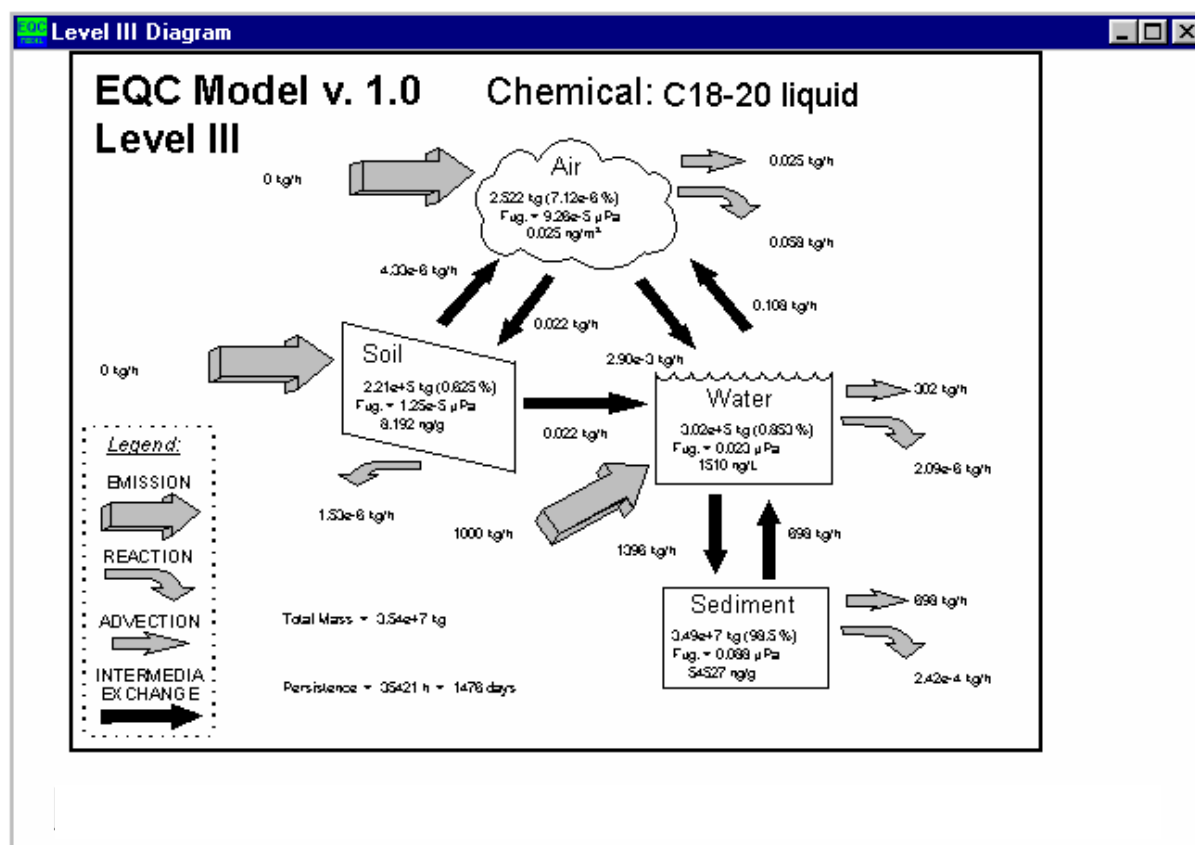 EQC
Level III Diagram
EQC Model v. 1.0
Level III
Chemical: C18-20 liquid
Air
2.522 kg (7.12e-6 %)
Fug. = 9.26e-5 µPa
0.025 ng/m³
0 kg/h
0.025 kg/h
0.058 kg/h
4.33e-6 kg/h
0.022 kg/h
0.108 kg/h
2.90e-3 kg/h
0 kg/h
Soil
2.21e+5 kg (0.625 %)
Fug. = 1.25e-5 µPa
8.192 ng/g
0.022 kg/h
1.53e-6 kg/h
Water
3.02e+5 kg (0.853 %)
Fug. = 0.023 µPa
1510 ng/L
302 kg/h
2.09e-6 kg/h
1000 kg/h
1396 kg/h
698 kg/h
Sediment
3.49e+7 kg (98.5 %)
Fug. = 0.088 µPa
54527 ng/g
698 kg/h
2.42e-4 kg/h
Legend:
EMISSION
REACTION
ADVECTION
INTERMEDIA
EXCHANGE
Total Mass = 3.54e+7 kg
Persistence = 35421 h = 1476 days